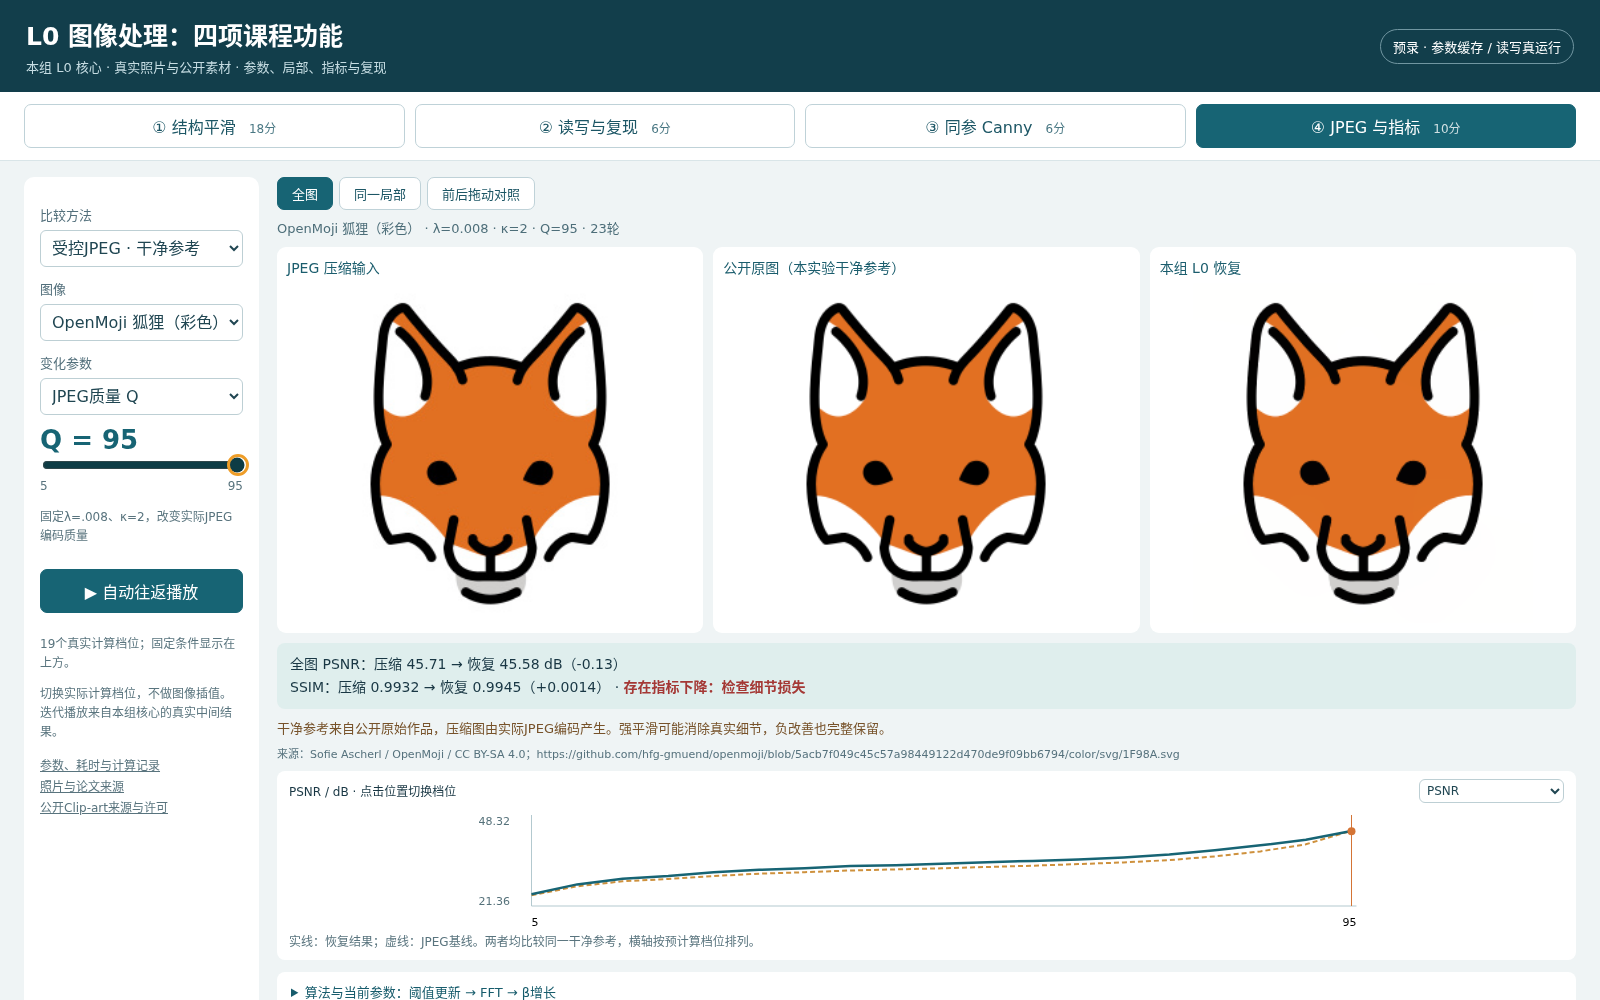 L0 图像处理：四项课程功能
本组 L0 核心 · 真实照片与公开素材 · 参数、局部、指标与复现
预录 · 参数缓存 / 读写真运行
① 结构平滑 18分
② 读写与复现 6分
③ 同参 Canny 6分
④ JPEG 与指标 10分
比较方法
受控JPEG · 干净参考
图像
OpenMoji 狐狸（彩色）
变化参数
JPEG质量 Q
Q = 95
5 95
固定λ=.008、κ=2，改变实际JPEG
编码质量
▶ 自动往返播放
19个真实计算档位；固定条件显示在
上方。
切换实际计算档位，不做图像插值。
迭代播放来自本组核心的真实中间结
果。
参数、耗时与计算记录
照片与论文来源
公开Clip-art来源与许可
全图 同一局部 前后拖动对照
OpenMoji 狐狸（彩色） · λ=0.008 · κ=2 · Q=95 · 23轮
JPEG 压缩输入
公开原图（本实验干净参考）
本组 L0 恢复
全图 PSNR：压缩 45.71 → 恢复 45.58 dB（-0.13）
SSIM：压缩 0.9932 → 恢复 0.9945（+0.0014） · 存在指标下降：检查细节损失
干净参考来自公开原始作品，压缩图由实际JPEG编码产生。强平滑可能消除真实细节，负改善也完整保留。
来源：Sofie Ascherl / OpenMoji / CC BY-SA 4.0；https://github.com/hfg-gmuend/openmoji/blob/5acb7f049c45c57a98449122d470de9f09bb6794/color/svg/1F98A.svg
PSNR / dB · 点击位置切换档位
PSNR
48.32
21.36
5 95
实线：恢复结果；虚线：JPEG基线。两者均比较同一干净参考，横轴按预计算档位排列。
▶ 算法与当前参数：阈值更新 → FFT → β增长